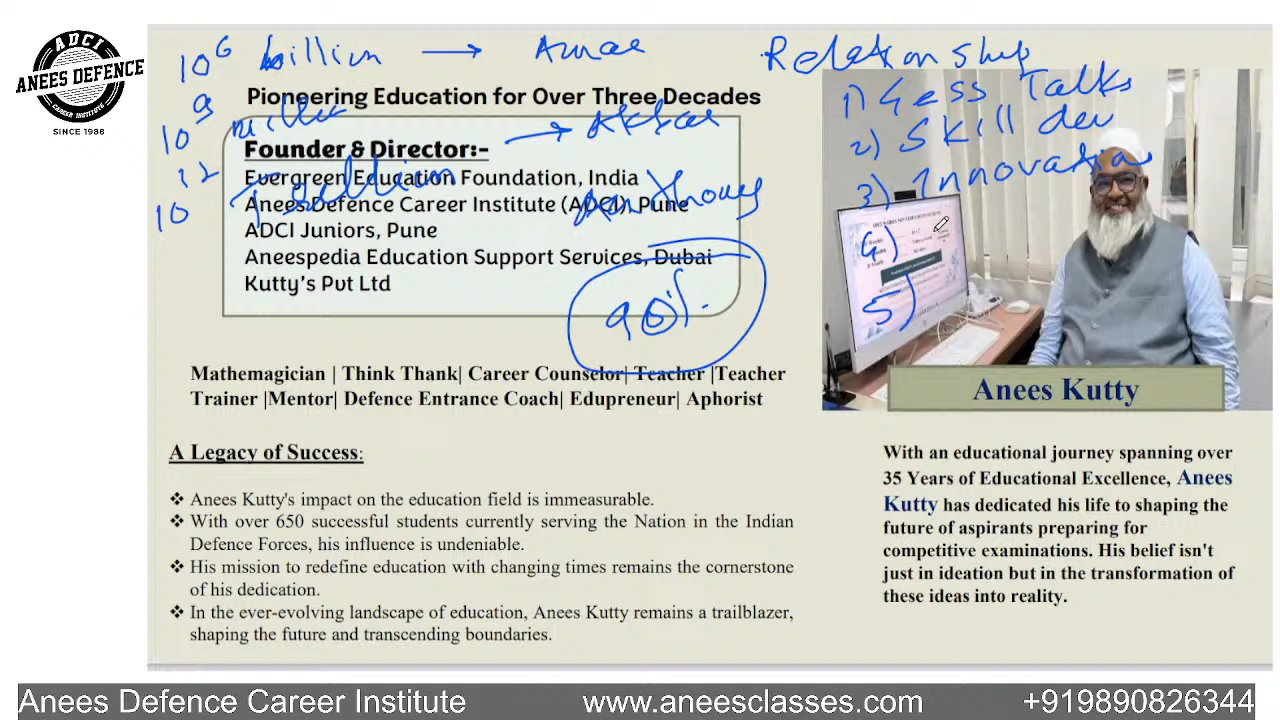 ADCI
ANEES DEFENCE
CAREER INSTITUTE
SINCE 1988
10⁶ billion →
10⁹
10¹² Trillion
Relationship
1) Less Talks
2) Skill dev
3) Innovation
4)
5)
90%.
Pioneering Education for Over Three Decades
Founder & Director:-
Evergreen Education Foundation, India
Anees Defence Career Institute (ADCI), Pune
ADCI Juniors, Pune
Aneespedia Education Support Services, Dubai
Kutty's Pvt Ltd
Mathemagician | Think Thank| Career Counselor| Teacher |Teacher
Trainer |Mentor| Defence Entrance Coach| Edupreneur| Aphorist
A Legacy of Success:
❖ Anees Kutty's impact on the education field is immeasurable.
❖ With over 650 successful students currently serving the Nation in the Indian
Defence Forces, his influence is undeniable.
❖ His mission to redefine education with changing times remains the cornerstone
of his dedication.
❖ In the ever-evolving landscape of education, Anees Kutty remains a trailblazer,
shaping the future and transcending boundaries.
Anees Kutty
With an educational journey spanning over
35 Years of Educational Excellence, Anees
Kutty has dedicated his life to shaping the
future of aspirants preparing for
competitive examinations. His belief isn't
just in ideation but in the transformation of
these ideas into reality.
Anees Defence Career Institute www.aneesclasses.com +919890826344